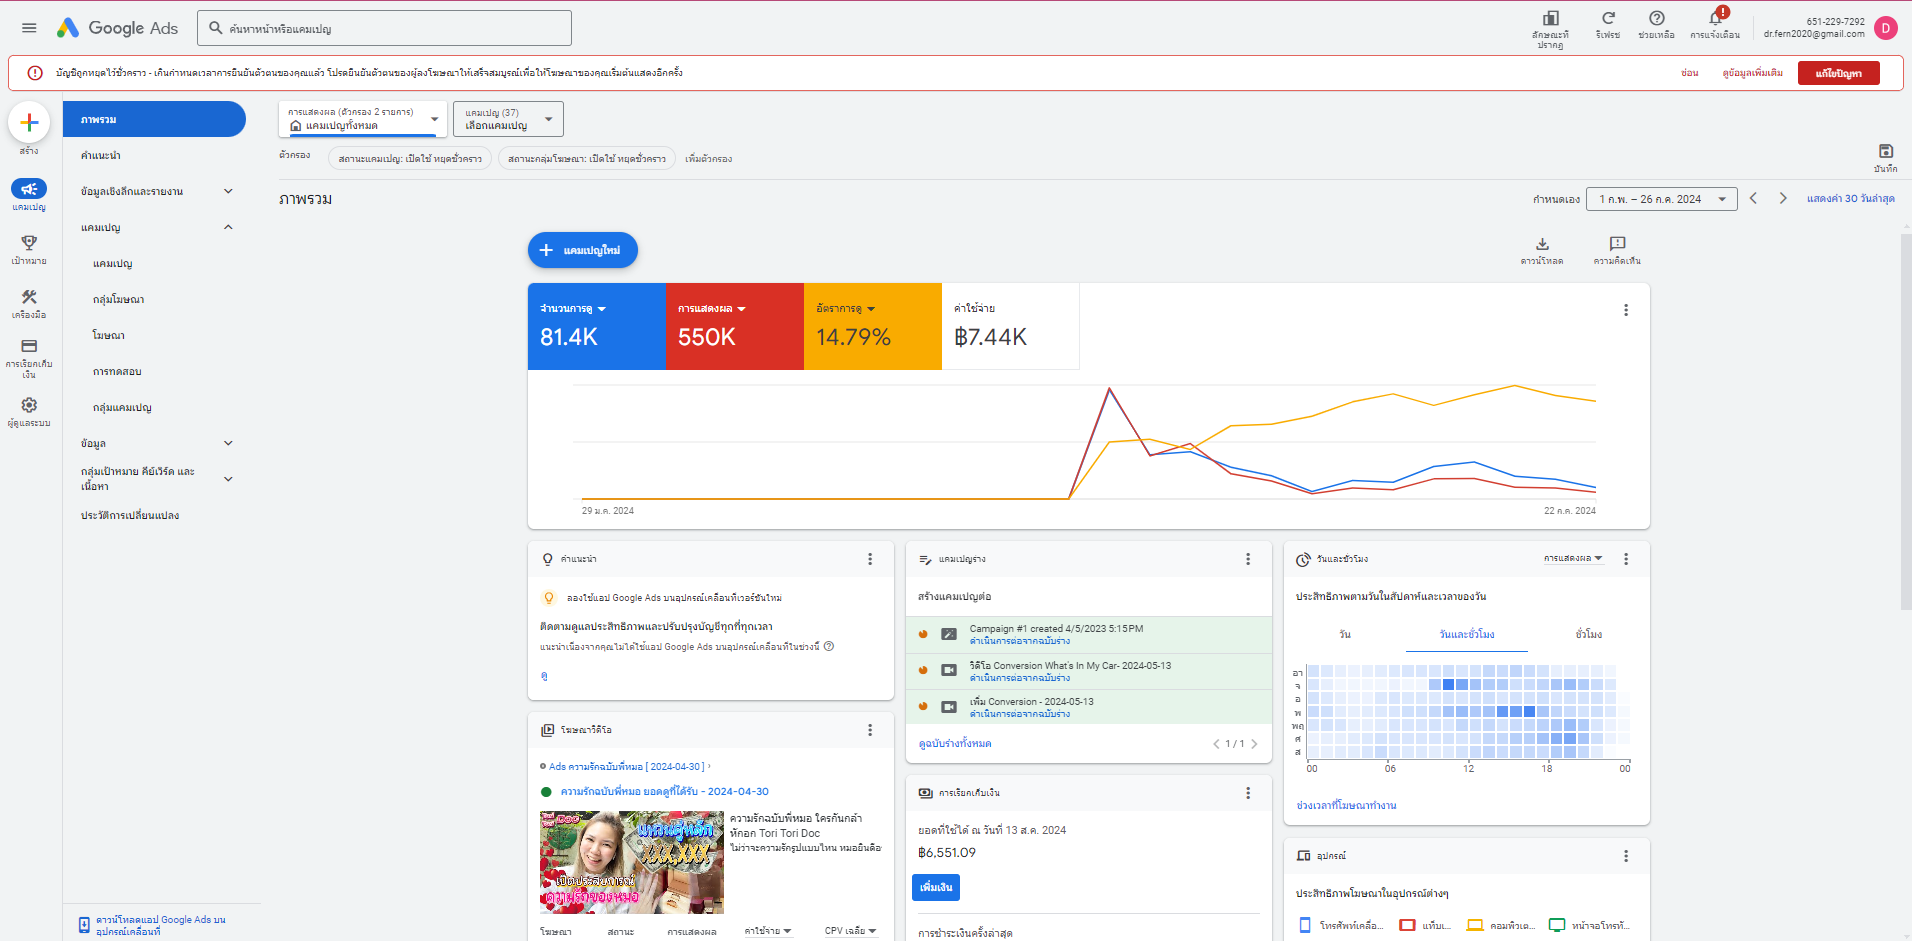 Google Ads
ค้นหาหน้าหรือแคมเปญ
ลักษณะที่ปรากฏ
รีเฟรช
ช่วยเหลือ
การแจ้งเตือน
651-229-7292
dr.fern2020@gmail.com
D
บัญชีถูกหยุดไว้ชั่วคราว - เกินกำหนดเวลาการยืนยันตัวตนของคุณแล้ว โปรดยืนยันตัวตนของผู้ลงโฆษณาให้เสร็จสมบูรณ์เพื่อให้โฆษณาของคุณเริ่มต้นแสดงอีกครั้ง
ซ่อน
ดูข้อมูลเพิ่มเติม
แก้ไขปัญหา
สร้าง
แคมเปญ
เป้าหมาย
เครื่องมือ
การเรียกเก็บเงิน
ผู้ดูแลระบบ
ภาพรวม
คำแนะนำ
ข้อมูลเชิงลึกและรายงาน
แคมเปญ
แคมเปญ
กลุ่มโฆษณา
โฆษณา
การทดสอบ
กลุ่มแคมเปญ
ข้อมูล
กลุ่มเป้าหมาย คีย์เวิร์ด และ
เนื้อหา
ประวัติการเปลี่ยนแปลง
ดาวน์โหลดแอป Google Ads บน
อุปกรณ์เคลื่อนที่
การแสดงผล (ตัวกรอง 2 รายการ)
แคมเปญทั้งหมด
แคมเปญ (37)
เลือกแคมเปญ
ตัวกรอง
สถานะแคมเปญ: เปิดใช้ หยุดชั่วคราว
สถานะกลุ่มโฆษณา: เปิดใช้ หยุดชั่วคราว
เพิ่มตัวกรอง
บันทึก
ภาพรวม
กำหนดเอง
1 ก.พ. – 26 ก.ค. 2024
แสดงค่า 30 วันล่าสุด
แคมเปญใหม่
ดาวน์โหลด
ความคิดเห็น
จำนวนการดู
81.4K
การแสดงผล
550K
อัตราการดู
14.79%
ค่าใช้จ่าย
฿7.44K
29 ม.ค. 2024
22 ก.ค. 2024
คำแนะนำ
ลองใช้แอป Google Ads บนอุปกรณ์เคลื่อนที่เวอร์ชันใหม่
ติดตามดูแลประสิทธิภาพและปรับปรุงบัญชีทุกที่ทุกเวลา
แนะนำเนื่องจากคุณไม่ได้ใช้แอป Google Ads บนอุปกรณ์เคลื่อนที่ในช่วงนี้
ดู
โฆษณาวิดีโอ
Ads ความรักฉบับพี่หมอ [ 2024-04-30 ]
ความรักฉบับพี่หมอ ยอดดูที่ได้รับ - 2024-04-30
แหวนคู่หลัก
XXX,XXX
เปิดประสบการณ์
ความรักของหมอ
ความรักฉบับพี่หมอ ใครกันกล้า
หักอก Tori Tori Doc
ไม่ว่าจะความรักรูปแบบไหน หมอยินดีอ
โฆษณา
สถานะ
การแสดงผล
ค่าใช้จ่าย
CPV เฉลี่ย
แคมเปญร่าง
สร้างแคมเปญต่อ
Campaign #1 created 4/5/2023 5:15 PM
ดำเนินการต่อจากฉบับร่าง
วิดีโอ Conversion What's In My Car- 2024-05-13
ดำเนินการต่อจากฉบับร่าง
เพิ่ม Conversion - 2024-05-13
ดำเนินการต่อจากฉบับร่าง
ดูฉบับร่างทั้งหมด
1 / 1
การเรียกเก็บเงิน
ยอดที่ใช้ได้ ณ วันที่ 13 ส.ค. 2024
฿6,551.09
เพิ่มเงิน
การชำระเงินครั้งล่าสุด
วันและชั่วโมง
การแสดงผล
ประสิทธิภาพตามวันในสัปดาห์และเวลาของวัน
วัน
วันและชั่วโมง
ชั่วโมง
อา
จ
อ
พ
พฤ
ศ
ส
00
06
12
18
00
ช่วงเวลาที่โฆษณาทำงาน
อุปกรณ์
ประสิทธิภาพโฆษณาในอุปกรณ์ต่างๆ
โทรศัพท์เคลื่อ...
แท็บเ...
คอมพิวเต...
หน้าจอโทรทั...